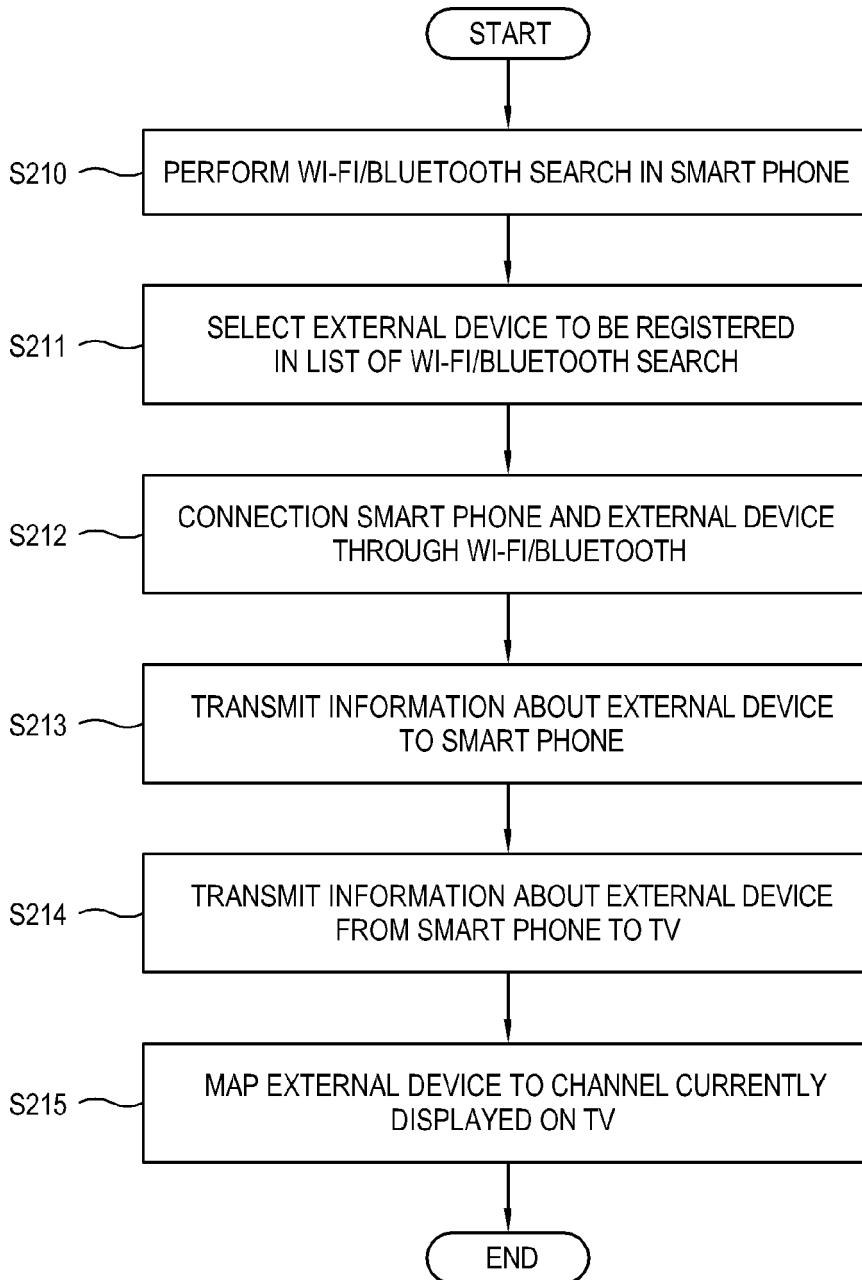 START
S210
PERFORM WI-FI/BLUETOOTH SEARCH IN SMART PHONE
S211
SELECT EXTERNAL DEVICE TO BE REGISTERED
IN LIST OF WI-FI/BLUETOOTH SEARCH
S212
CONNECTION SMART PHONE AND EXTERNAL DEVICE
THROUGH WI-FI/BLUETOOTH
S213
TRANSMIT INFORMATION ABOUT EXTERNAL DEVICE
TO SMART PHONE
S214
TRANSMIT INFORMATION ABOUT EXTERNAL DEVICE
FROM SMART PHONE TO TV
S215
MAP EXTERNAL DEVICE TO CHANNEL CURRENTLY
DISPLAYED ON TV
END